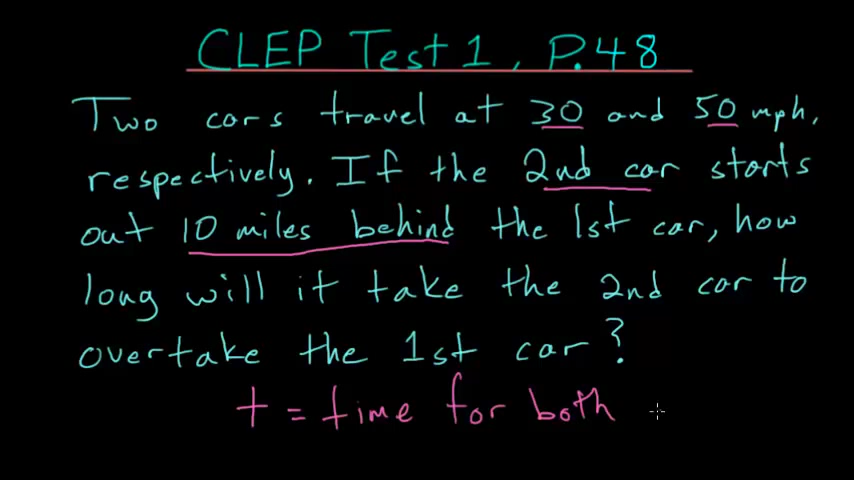 CLEP Test 1, P.48
Two cars travel at 30 and 50 mph,
respectively. If the 2nd car starts
out 10 miles behind the 1st car, how
long will it take the 2nd car to
overtake the 1st car?
t = time for both